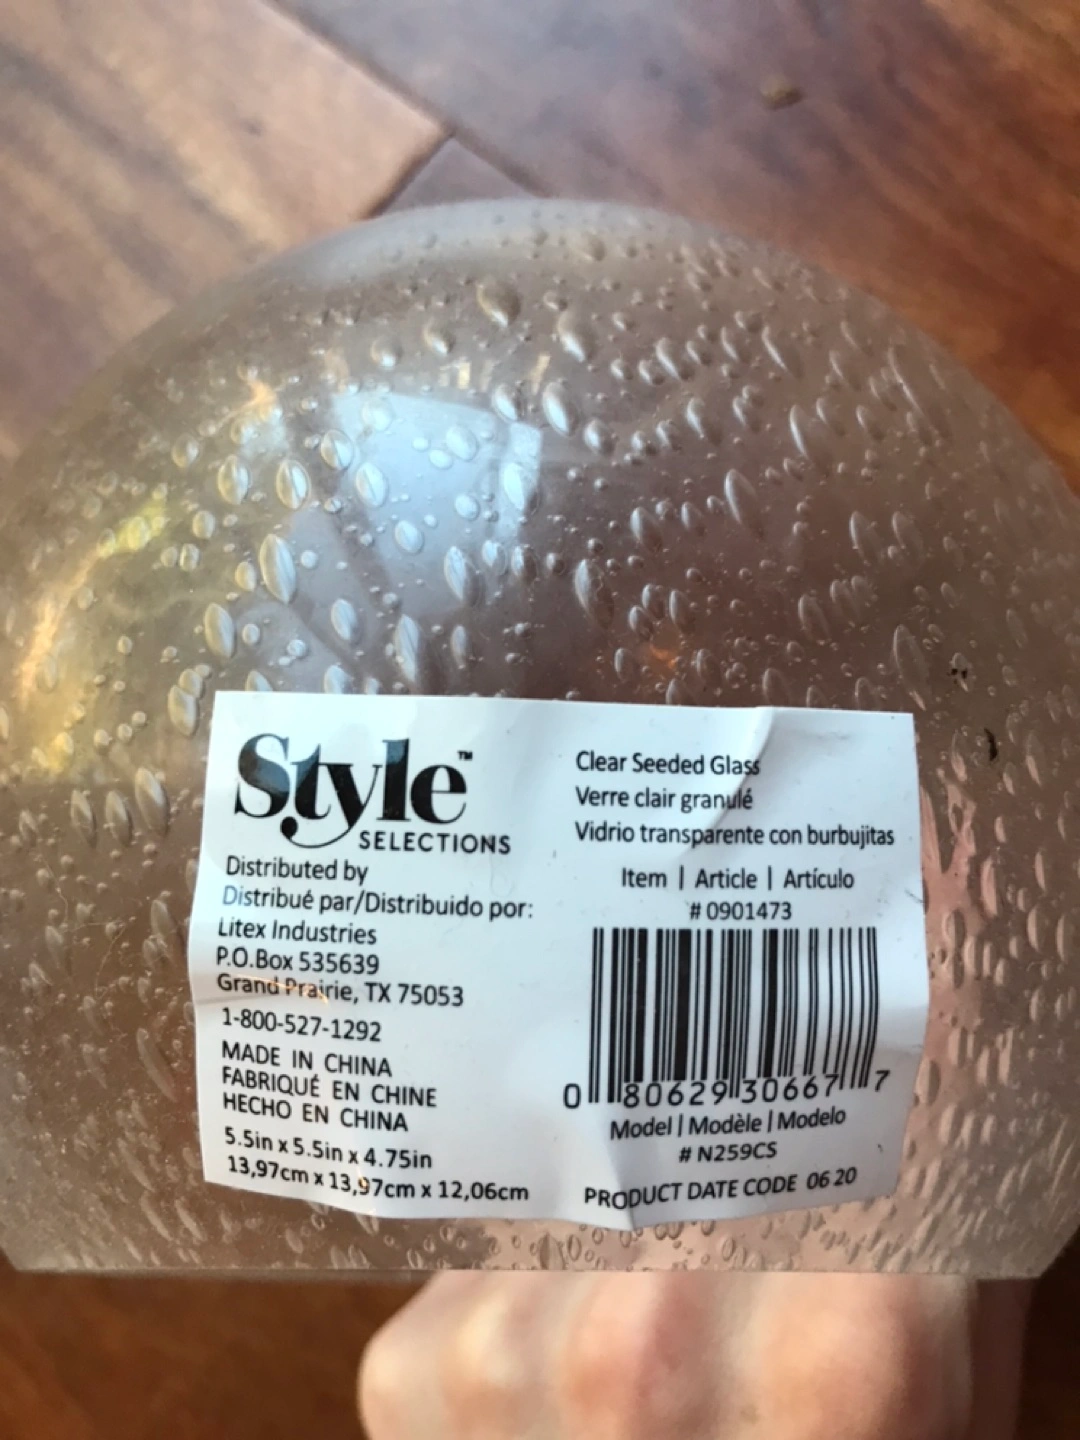 Style™
SELECTIONS
Distributed by
Distribué par/Distribuido por:
Litex Industries
P.O.Box 535639
Grand Prairie, TX 75053
1-800-527-1292
MADE IN CHINA
FABRIQUÉ EN CHINE
HECHO EN CHINA
5.5in x 5.5in x 4.75in
13,97cm x 13,97cm x 12,06cm
Clear Seeded Glass
Verre clair granulé
Vidrio transparente con burbujitas
Item | Article | Artículo
# 0901473
0 80629 30667 7
Model | Modèle | Modelo
# N259CS
PRODUCT DATE CODE 06 20